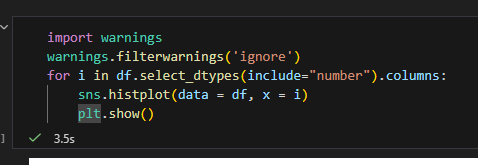 import warnings
warnings.filterwarnings('ignore')
for i in df.select_dtypes(include="number").columns:
    sns.histplot(data = df, x = i)
    plt.show()
] ✓ 3.5s